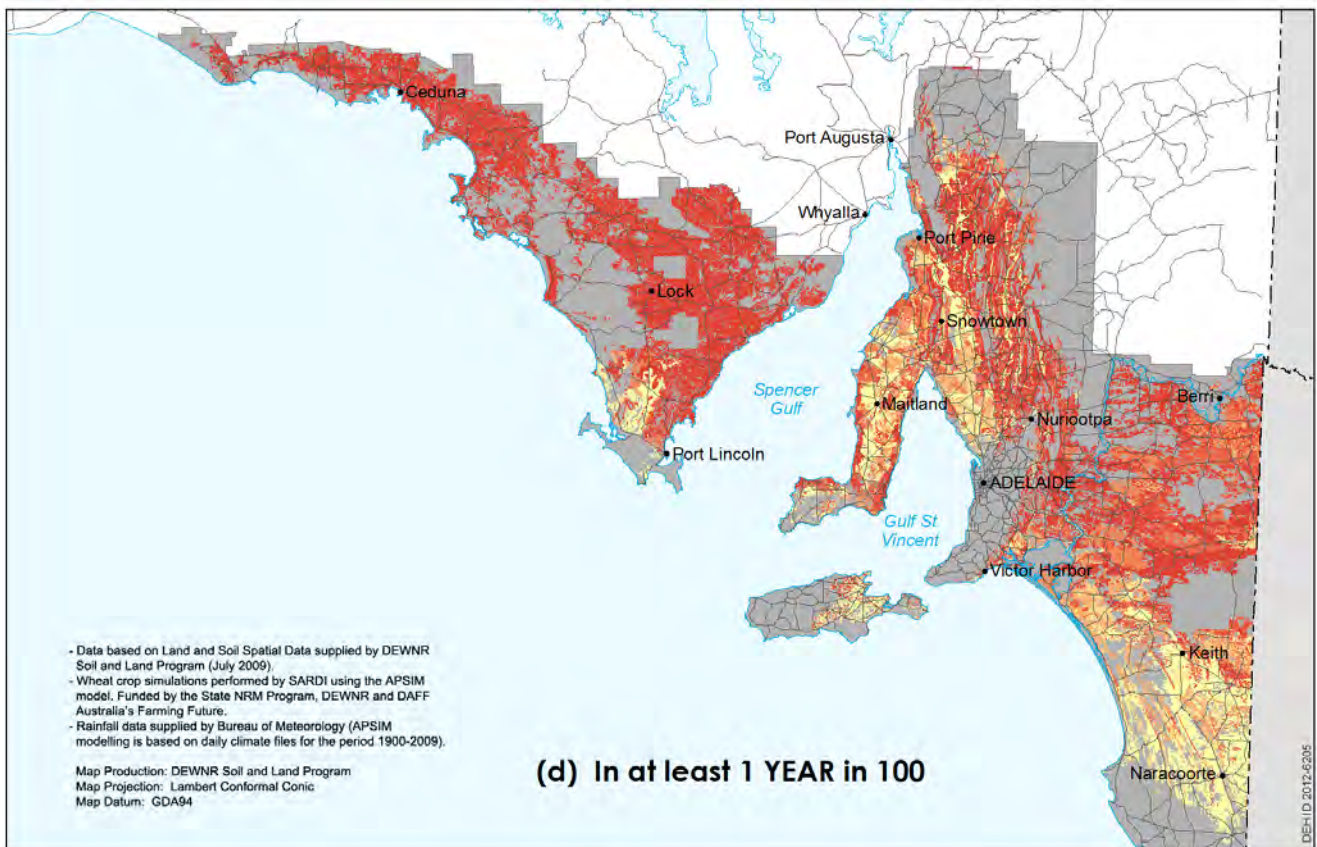 Ceduna
Port Augusta
Whyalla
Port Pirie
Lock
Snowtown
Spencer
Gulf
Maitland
Berri
Nuriootpa
Port Lincoln
ADELAIDE
Gulf St
Vincent
Victor Harbor
Keith
Naracoorte
- Data based on Land and Soil Spatial Data supplied by DEWNR
Soil and Land Program (July 2009).
- Wheat crop simulations performed by SARDI using the APSIM
model. Funded by the State NRM Program, DEWNR and DAFF
Australia's Farming Future.
- Rainfall data supplied by Bureau of Meteorology (APSIM
modelling is based on daily climate files for the period 1900-2009).
Map Production: DEWNR Soil and Land Program
Map Projection: Lambert Conformal Conic
Map Datum: GDA94
(d) In at least 1 YEAR in 100
DEH ID 2012-6205